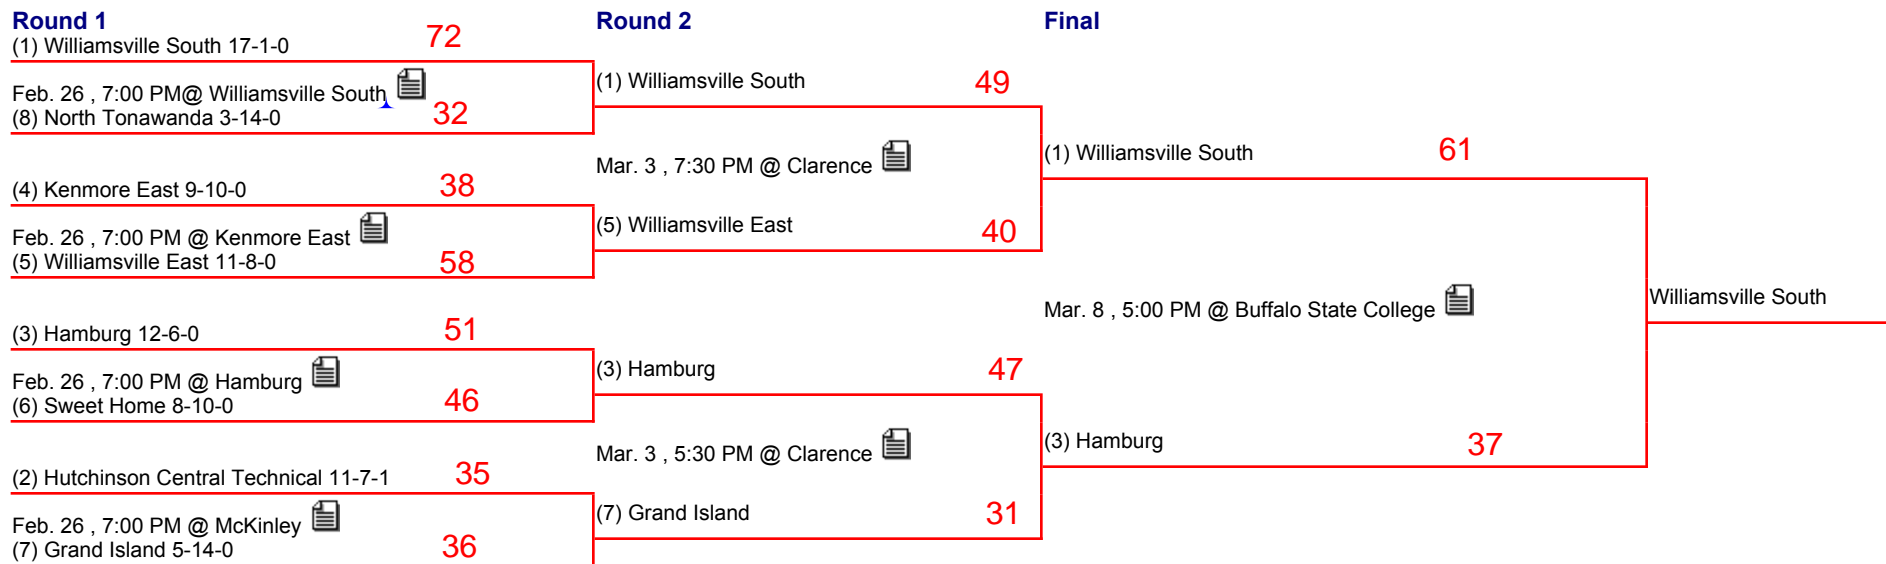 Round 1
(1) Williamsville South 17-1-0 72
Feb. 26 , 7:00 PM@ Williamsville South
(8) North Tonawanda 3-14-0 32
(4) Kenmore East 9-10-0 38
Feb. 26 , 7:00 PM @ Kenmore East
(5) Williamsville East 11-8-0 58
(3) Hamburg 12-6-0 51
Feb. 26 , 7:00 PM @ Hamburg
(6) Sweet Home 8-10-0 46
(2) Hutchinson Central Technical 11-7-1 35
Feb. 26 , 7:00 PM @ McKinley
(7) Grand Island 5-14-0 36
Round 2
(1) Williamsville South 49
Mar. 3 , 7:30 PM @ Clarence
(5) Williamsville East 40
(3) Hamburg 47
Mar. 3 , 5:30 PM @ Clarence
(7) Grand Island 31
Final
(1) Williamsville South 61
Mar. 8 , 5:00 PM @ Buffalo State College
(3) Hamburg 37
Williamsville South